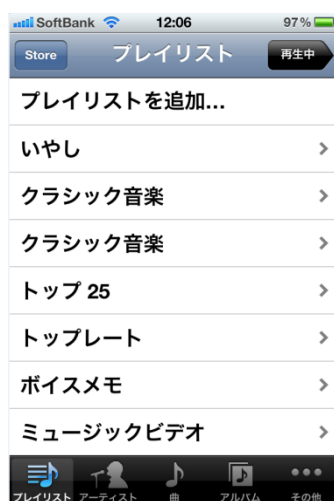 SoftBank 12:06 97%
Store プレイリスト 再生中
プレイリストを追加...
いやし
クラシック音楽
クラシック音楽
トップ 25
トップレート
ボイスメモ
ミュージックビデオ
プレイリスト アーティスト 曲 アルバム その他